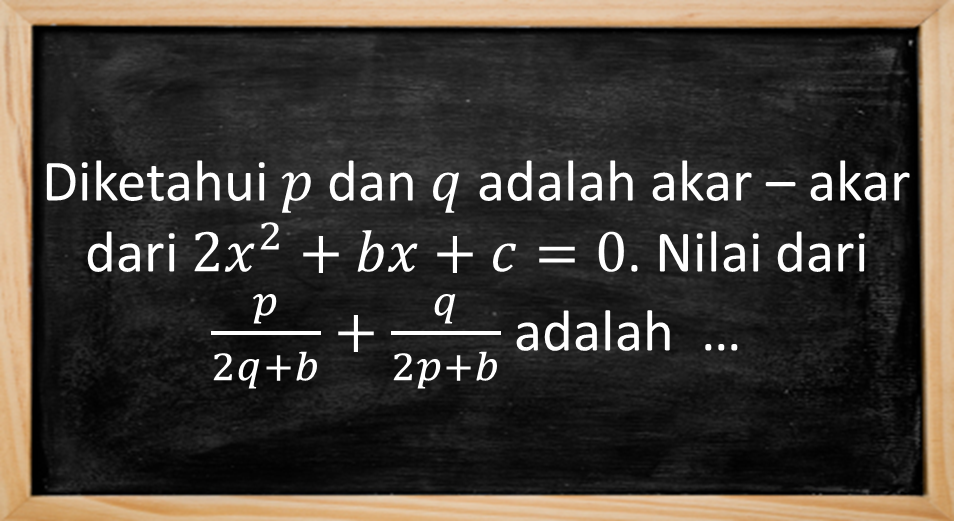 Diketahui p dan q adalah akar – akar
dari 2x² + bx + c = 0. Nilai dari
p/(2q+b) + q/(2p+b) adalah ...